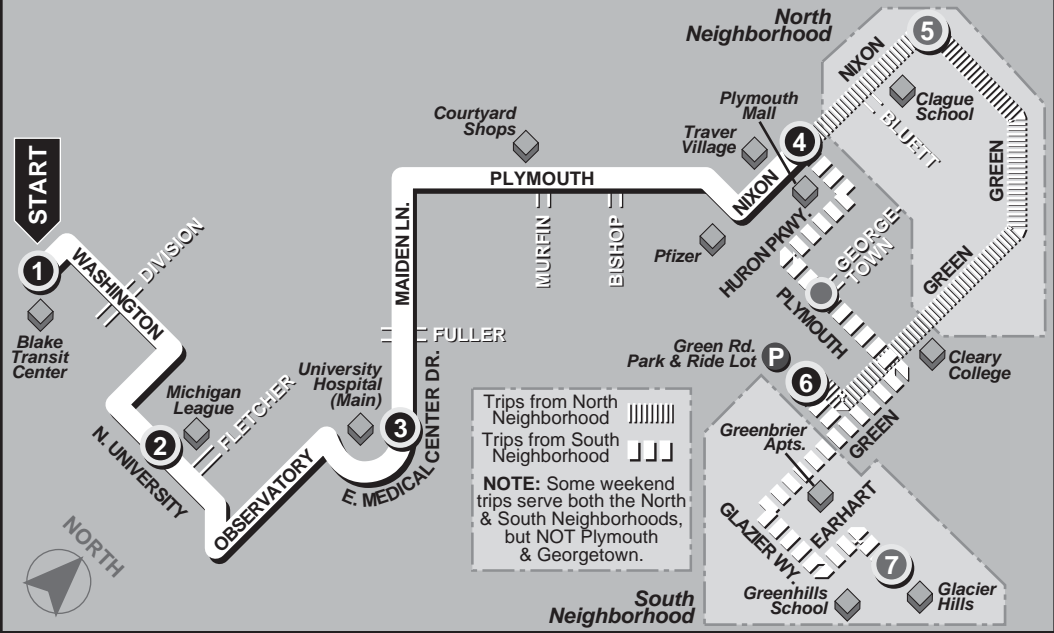 North
Neighborhood
5
NIXON
Clague
School
BLUETT
GREEN
Plymouth
Mall
Traver
Village
4
Courtyard
Shops
START
PLYMOUTH
NIXON
MURFIN
BISHOP
Pfizer
HURON PKWY.
GEORGE-
TOWN
GREEN
PLYMOUTH
1
WASHINGTON
DIVISION
MAIDEN LN.
Blake
Transit
Center
FULLER
Green Rd.
Park & Ride Lot
P
6
Cleary
College
Michigan
League
University
Hospital
(Main)
2
FLETCHER
3
E. MEDICAL CENTER DR.
N. UNIVERSITY
OBSERVATORY
Trips from North
Neighborhood
Trips from South
Neighborhood
NOTE: Some weekend
trips serve both the North
& South Neighborhoods,
but NOT Plymouth
& Georgetown.
Greenbrier
Apts.
GREEN
GLAZIER WY.
EARHART
7
Greenhills
School
Glacier
Hills
South
Neighborhood
NORTH